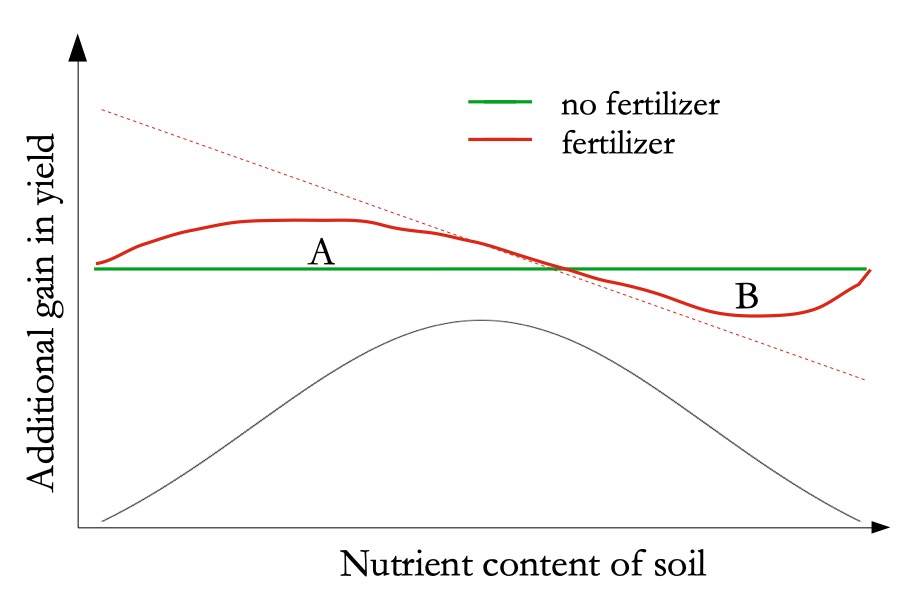 no fertilizer
fertilizer
Additional gain in yield
A
B
Nutrient content of soil